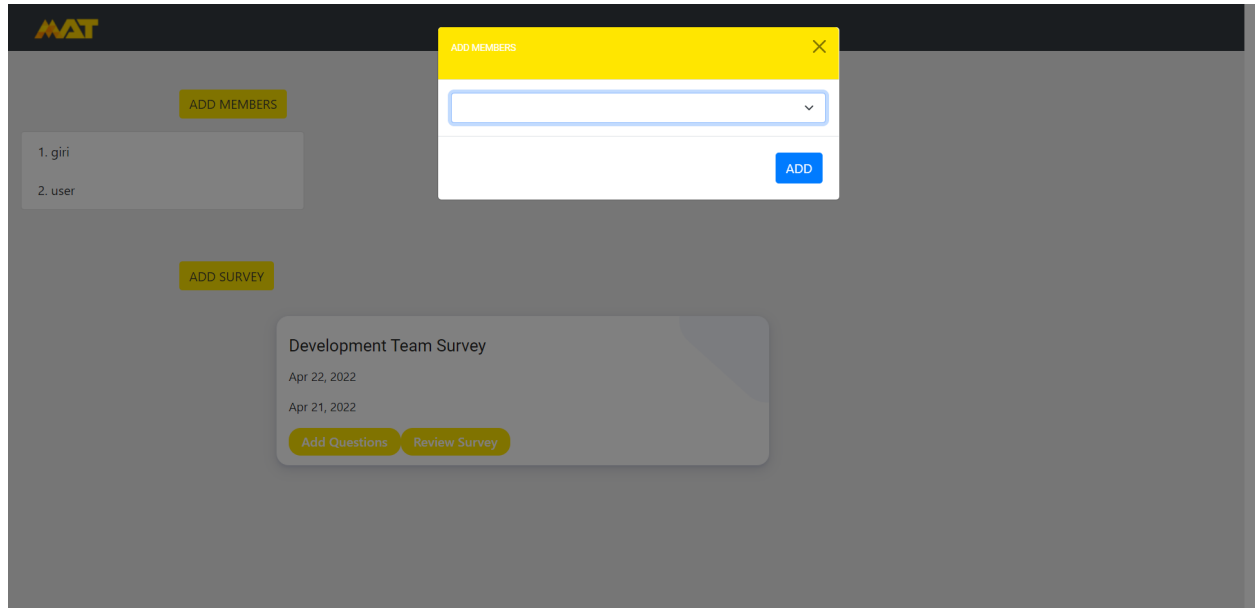 MAT
ADD MEMBERS
ADD MEMBERS
1. giri
2. user
ADD
ADD SURVEY
Development Team Survey
Apr 22, 2022
Apr 21, 2022
Add Questions Review Survey